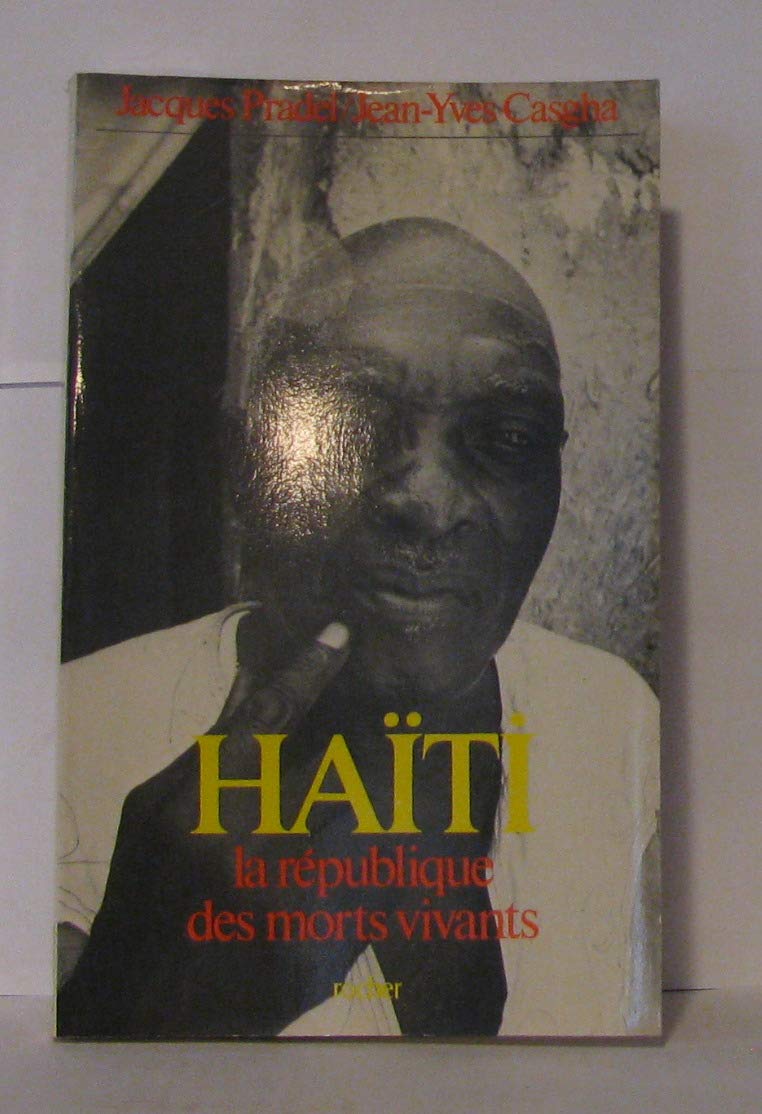 Jacques Pradel/Jean-Yves Casgha
HAÏTI
la république
des morts vivants
rocher